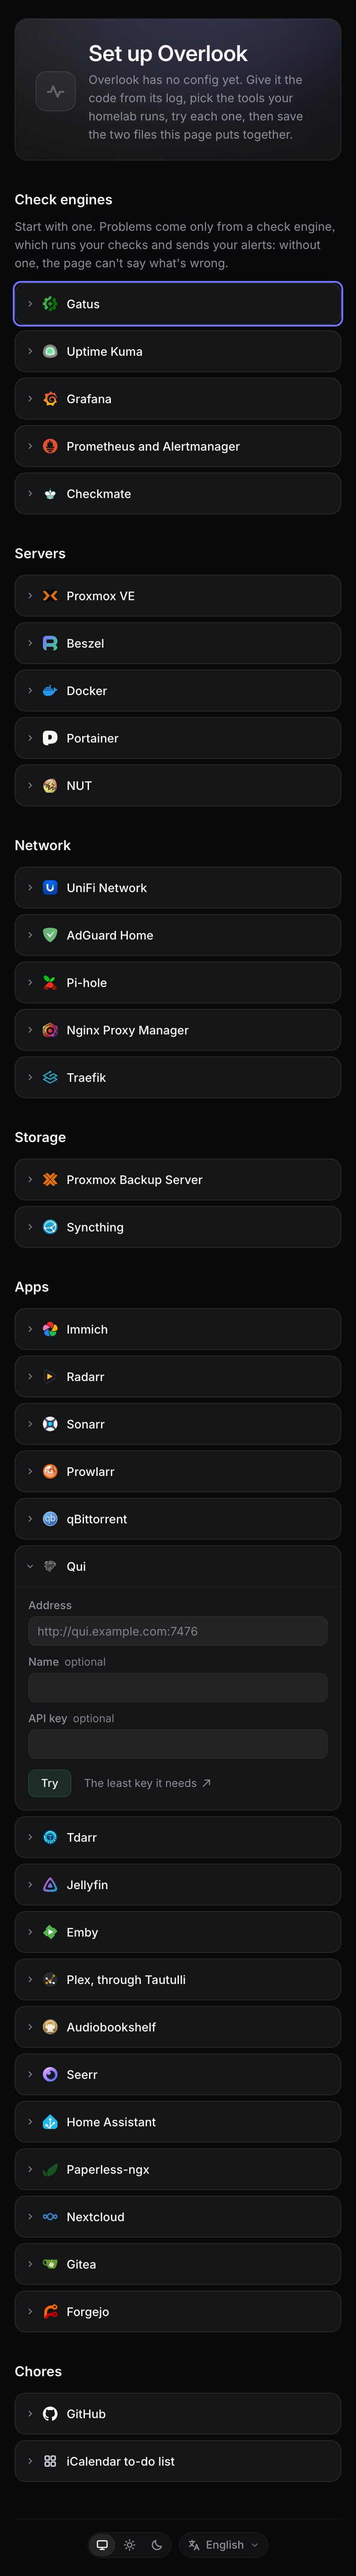 Set up Overlook
Overlook has no config yet. Give it the
code from its log, pick the tools your
homelab runs, try each one, then save
the two files this page puts together.
Check engines
Start with one. Problems come only from a check engine,
which runs your checks and sends your alerts: without
one, the page can't say what's wrong.
Gatus
Uptime Kuma
Grafana
Prometheus and Alertmanager
Checkmate
Servers
Proxmox VE
Beszel
Docker
Portainer
NUT
Network
UniFi Network
AdGuard Home
Pi-hole
Nginx Proxy Manager
Traefik
Storage
Proxmox Backup Server
Syncthing
Apps
Immich
Radarr
Sonarr
Prowlarr
qBittorrent
Qui
Address
http://qui.example.com:7476
Name optional
API key optional
Try The least key it needs
Tdarr
Jellyfin
Emby
Plex, through Tautulli
Audiobookshelf
Seerr
Home Assistant
Paperless-ngx
Nextcloud
Gitea
Forgejo
Chores
GitHub
iCalendar to-do list
English